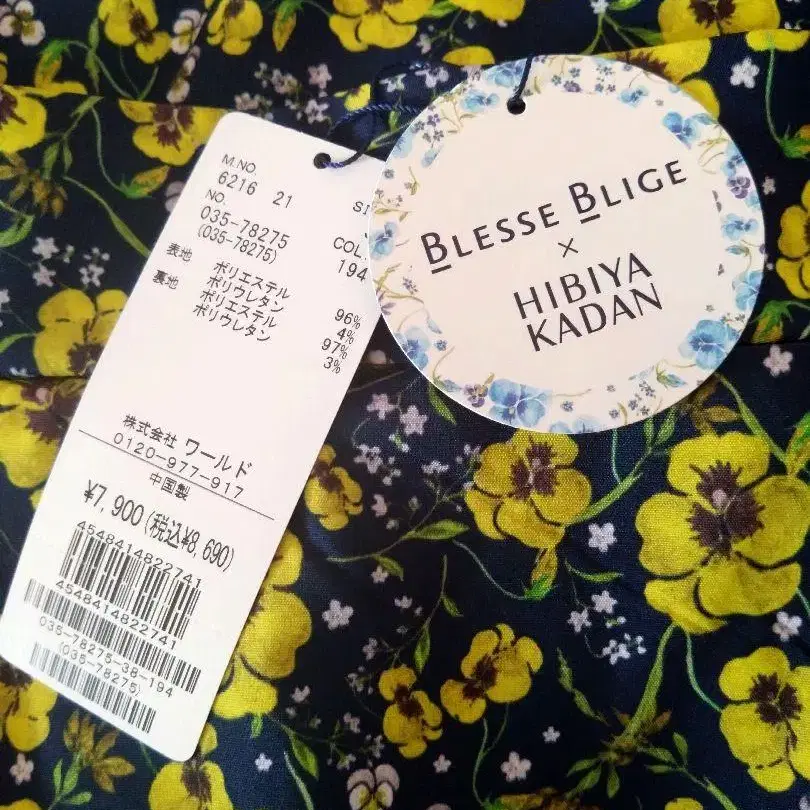 M.NO.
6216 21
NO.
035-78275
(035-78275)
COL.
194
表地 ポリエステル 96%
ポリウレタン 4%
裏地 ポリエステル 97%
ポリウレタン 3%
株式会社 ワールド
0120-977-917
中国製
¥7,900(税込¥8,690)
4548414822741
4548414822741
035-78275-38-194
(035-78275)
BLESSE BLIGE
×
HIBIYA
KADAN